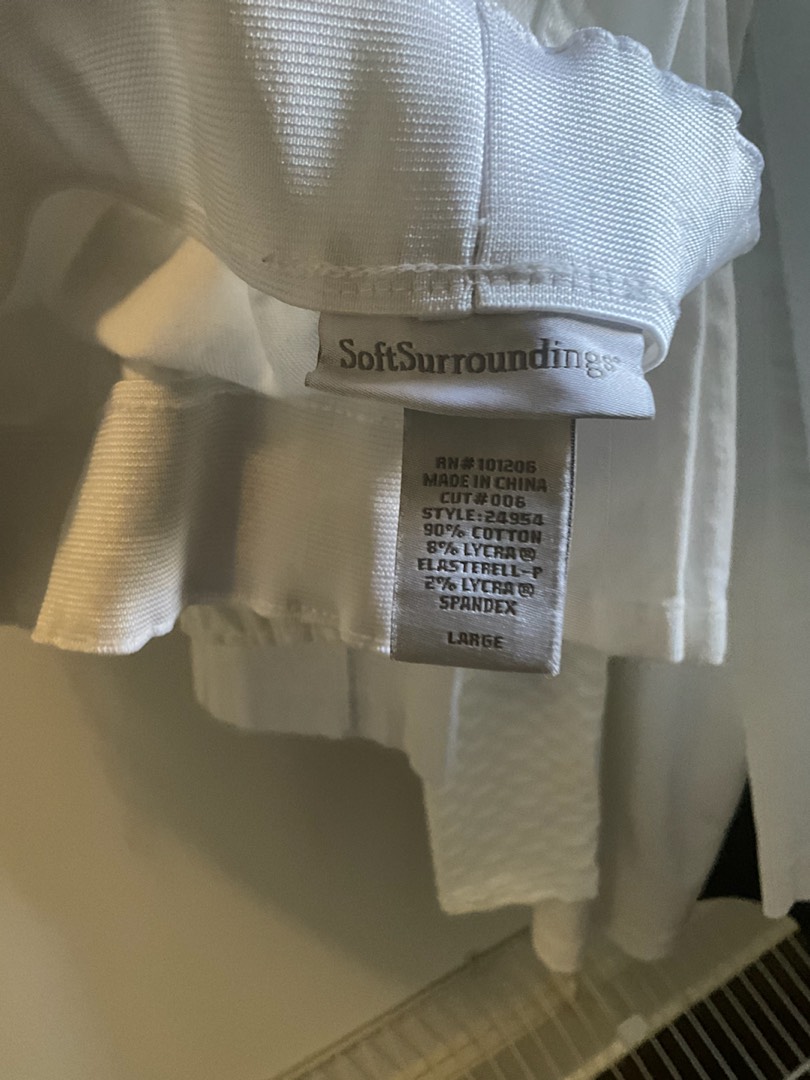 SoftSurroundings®
RN#101206
MADE IN CHINA
CUT#006
STYLE:24954
90% COTTON
8% LYCRA®
ELASTERELL-P
2% LYCRA®
SPANDEX
LARGE